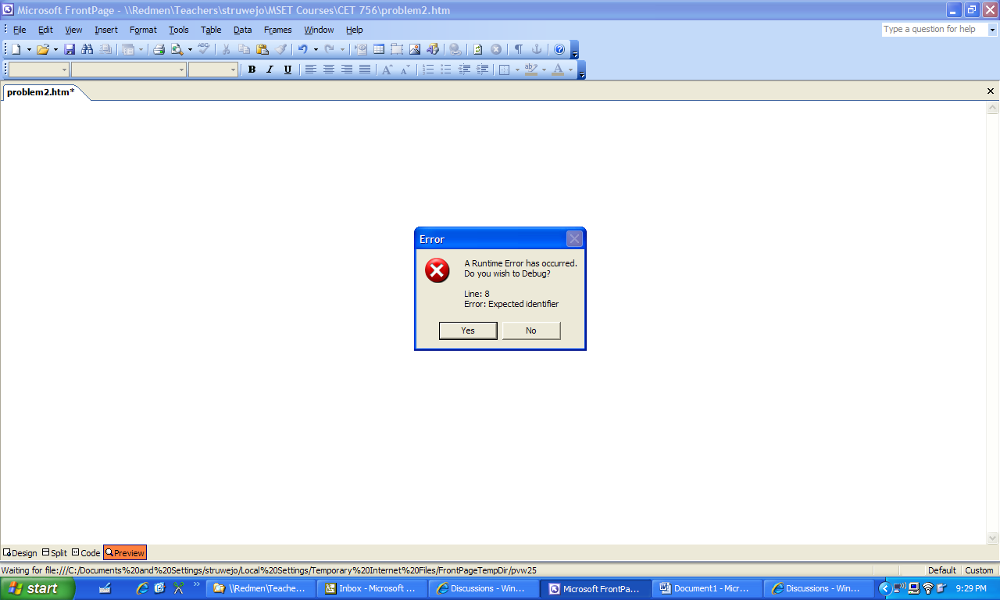 Microsoft FrontPage - \\Redmen\Teachers\struwejo\MSET Courses\CET 756\problem2.htm
File Edit View Insert Format Tools Table Data Frames Window Help
Type a question for help
ABC
B I U A A ab A
problem2.htm*
Error
A Runtime Error has occurred.
Do you wish to Debug?
Line: 8
Error: Expected identifier
Yes No
Design Split Code Preview
Waiting for file:///C:/Documents%20and%20Settings/struwejo/Local%20Settings/Temporary%20Internet%20Files/FrontPageTempDir/pvw25
Default Custom
start \\Redmen\Teache... Inbox - Microsoft ... Discussions - Win... Microsoft FrontPa... Document1 - Micr... Discussions - Win... 9:29 PM